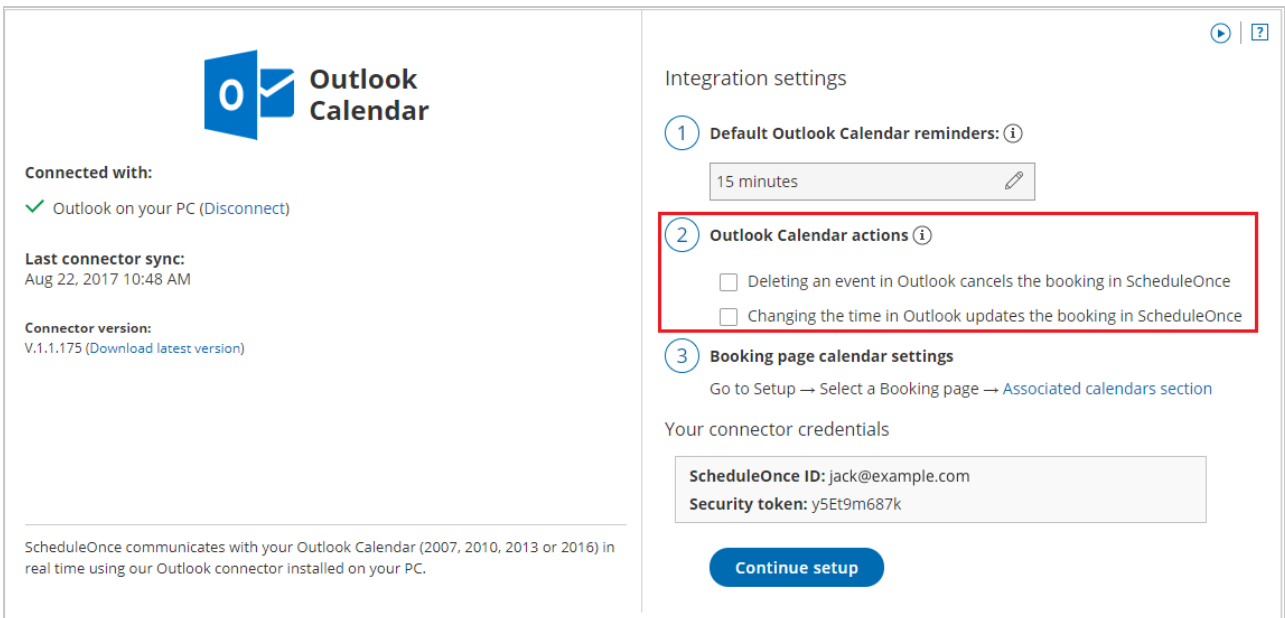 Outlook
Calendar
Connected with:
Outlook on your PC (Disconnect)
Last connector sync:
Aug 22, 2017 10:48 AM
Connector version:
V.1.1.175 (Download latest version)
ScheduleOnce communicates with your Outlook Calendar (2007, 2010, 2013 or 2016) in
real time using our Outlook connector installed on your PC.
?
Integration settings
1 Default Outlook Calendar reminders: i
15 minutes
2 Outlook Calendar actions i
Deleting an event in Outlook cancels the booking in ScheduleOnce
Changing the time in Outlook updates the booking in ScheduleOnce
3 Booking page calendar settings
Go to Setup → Select a Booking page → Associated calendars section
Your connector credentials
ScheduleOnce ID: jack@example.com
Security token: y5Et9m687k
Continue setup